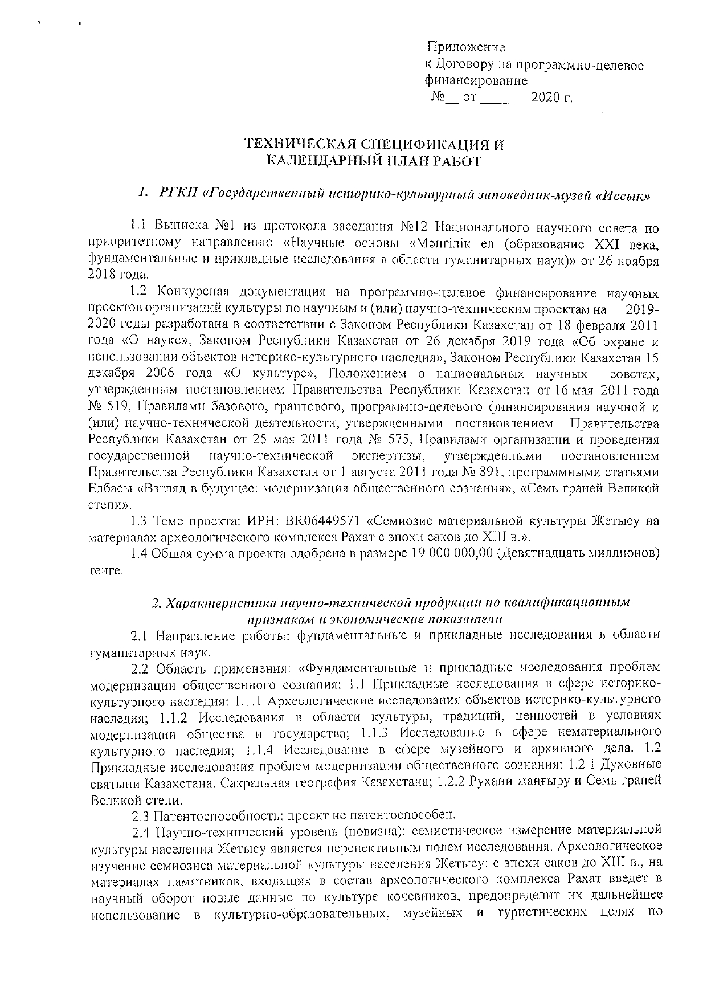 Приложение
к Договору на программно-целевое
финансирование
№__ от _______2020 г.
ТЕХНИЧЕСКАЯ СПЕЦИФИКАЦИЯ И
КАЛЕНДАРНЫЙ ПЛАН РАБОТ
1. РГКП «Государственный историко-культурный заповедник-музей «Иссык»
1.1 Выписка №1 из протокола заседания №12 Национального научного совета по
приоритетному направлению «Научные основы «Мәнгілік ел (образование XXI века,
фундаментальные и прикладные исследования в области гуманитарных наук)» от 26 ноября
2018 года.
1.2 Конкурсная документация на программно-целевое финансирование научных
проектов организаций культуры по научным и (или) научно-техническим проектам на 2019-
2020 годы разработана в соответствии с Законом Республики Казахстан от 18 февраля 2011
года «О науке», Законом Республики Казахстан от 26 декабря 2019 года «Об охране и
использовании объектов историко-культурного наследия», Законом Республики Казахстан 15
декабря 2006 года «О культуре», Положением о национальных научных советах,
утвержденным постановлением Правительства Республики Казахстан от 16 мая 2011 года
№ 519, Правилами базового, грантового, программно-целевого финансирования научной и
(или) научно-технической деятельности, утвержденными постановлением Правительства
Республики Казахстан от 25 мая 2011 года № 575, Правилами организации и проведения
государственной научно-технической экспертизы, утвержденными постановлением
Правительства Республики Казахстан от 1 августа 2011 года № 891, программными статьями
Елбасы «Взгляд в будущее: модернизация общественного сознания», «Семь граней Великой
степи».
1.3 Теме проекта: ИРН: BR06449571 «Семиозис материальной культуры Жетысу на
материалах археологического комплекса Рахат с эпохи саков до XIII в.».
1.4 Общая сумма проекта одобрена в размере 19 000 000,00 (Девятнадцать миллионов)
тенге.
2. Характеристика научно-технической продукции по квалификационным
признакам и экономические показатели
2.1 Направление работы: фундаментальные и прикладные исследования в области
гуманитарных наук.
2.2 Область применения: «Фундаментальные и прикладные исследования проблем
модернизации общественного сознания: 1.1 Прикладные исследования в сфере историко-
культурного наследия: 1.1.1 Археологические исследования объектов историко-культурного
наследия; 1.1.2 Исследования в области культуры, традиций, ценностей в условиях
модернизации общества и государства; 1.1.3 Исследование в сфере нематериального
культурного наследия; 1.1.4 Исследование в сфере музейного и архивного дела. 1.2
Прикладные исследования проблем модернизации общественного сознания: 1.2.1 Духовные
святыни Казахстана. Сакральная география Казахстана; 1.2.2 Рухани жаңғыру и Семь граней
Великой степи.
2.3 Патентоспособность: проект не патентоспособен.
2.4 Научно-технический уровень (новизна): семиотическое измерение материальной
культуры населения Жетысу является перспективным полем исследования. Археологическое
изучение семиозиса материальной культуры населения Жетысу: с эпохи саков до XIII в., на
материалах памятников, входящих в состав археологического комплекса Рахат введет в
научный оборот новые данные по культуре кочевников, предопределит их дальнейшее
использование в культурно-образовательных, музейных и туристических целях по